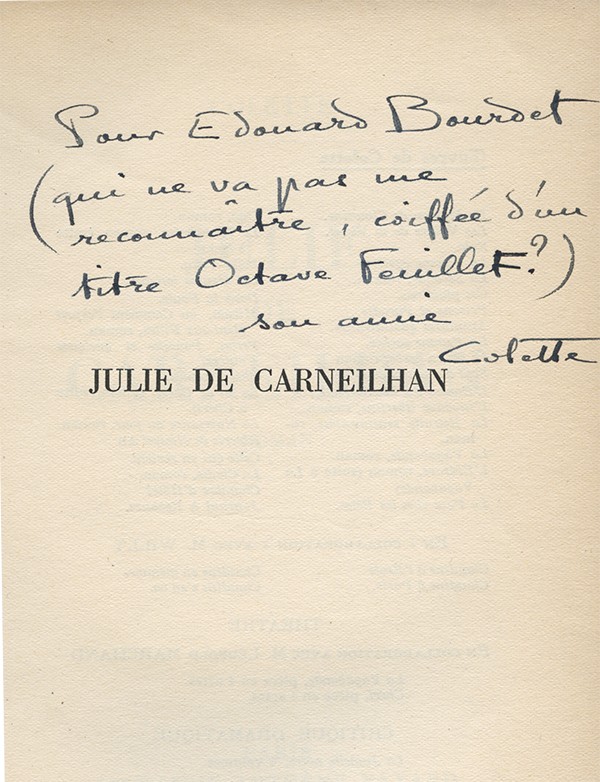 Pour Edouard Bourdet
(qui ne va pas me
reconnaître, coiffée d'un
titre Octave Feuillet?)
son amie
Colette
JULIE DE CARNEILHAN